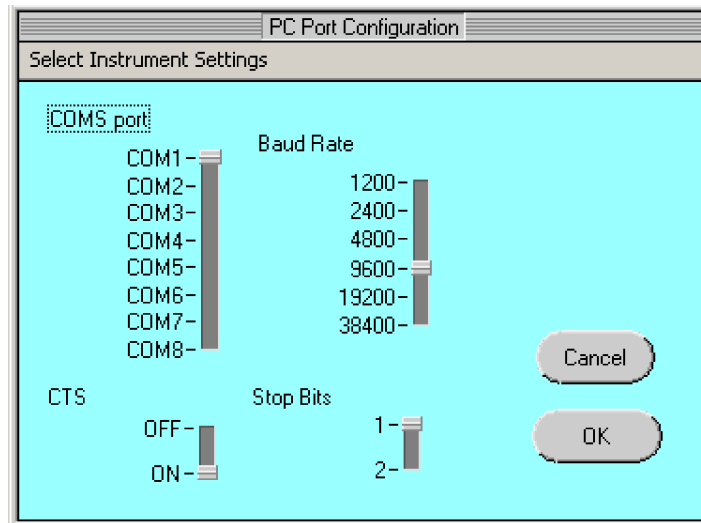 PC Port Configuration
Select Instrument Settings
COMS port
COM1
COM2
COM3
COM4
COM5
COM6
COM7
COM8
Baud Rate
1200
2400
4800
9600
19200
38400
CTS
OFF
ON
Stop Bits
1
2
Cancel
OK